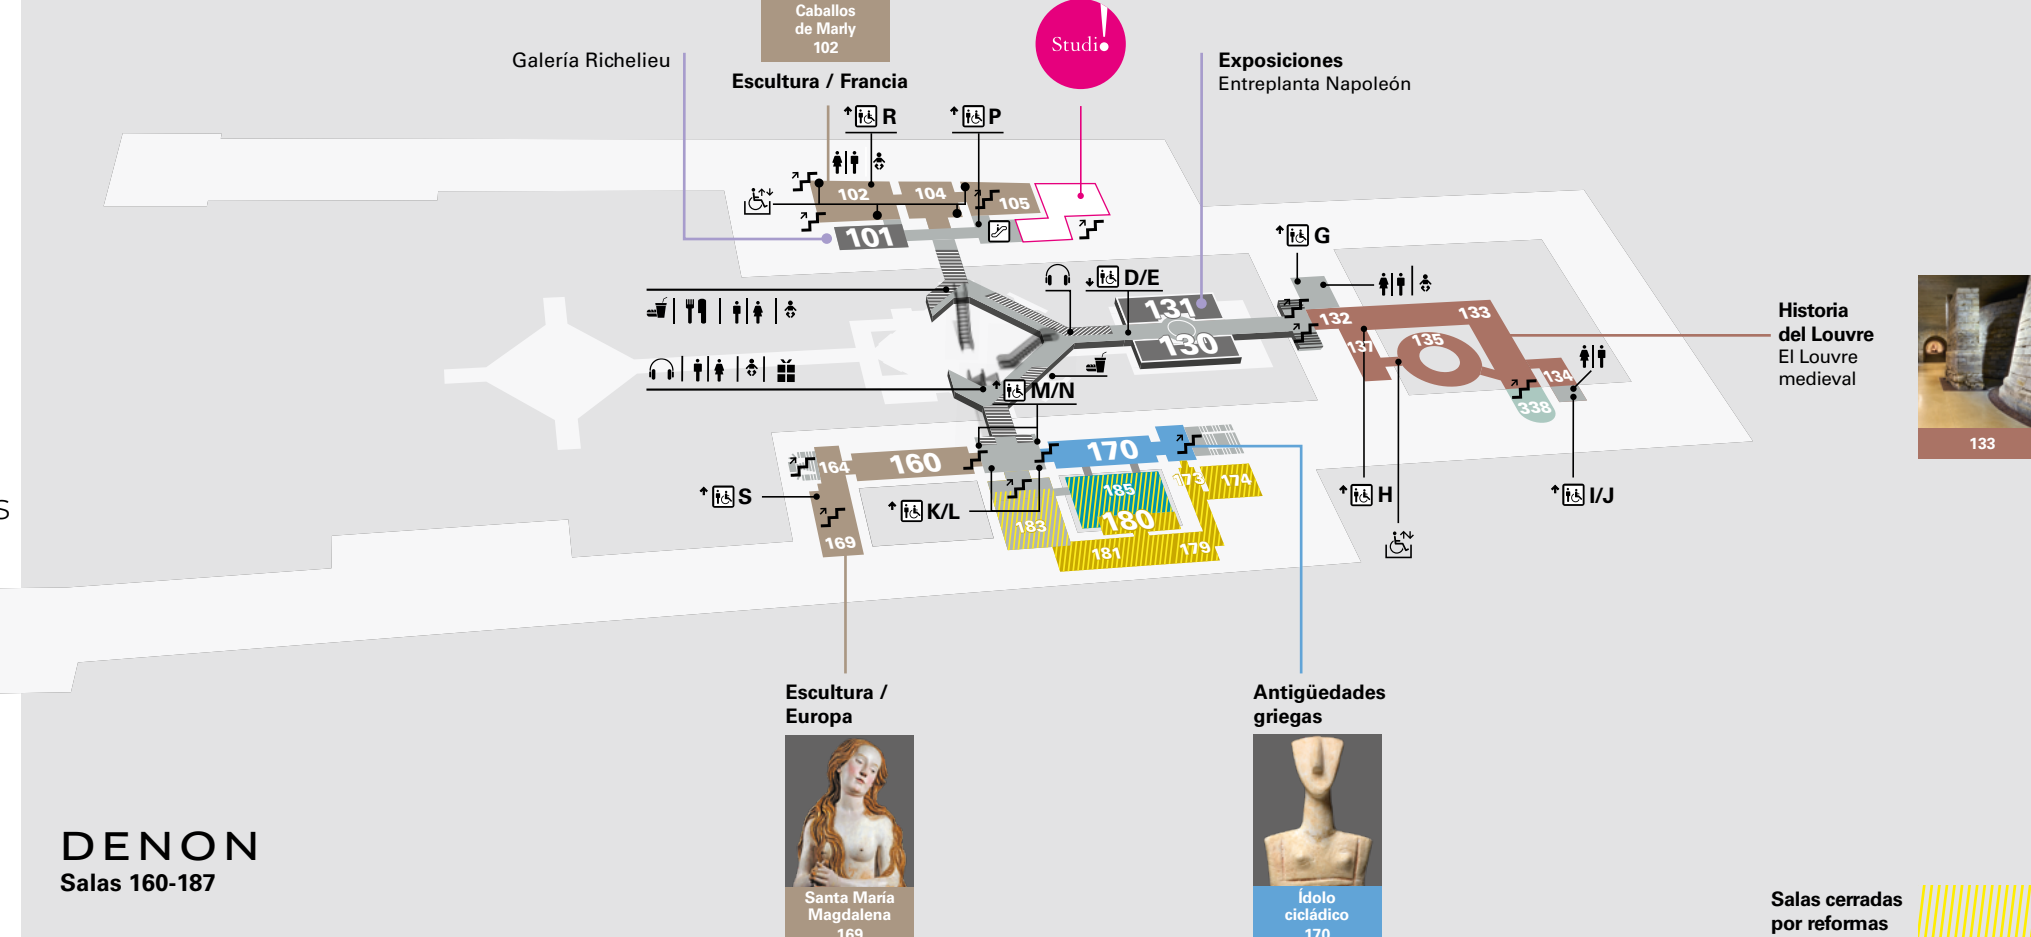 Caballos
de Marly
102
Escultura / Francia
Galería Richelieu
Studi!
Exposiciones
Entreplanta Napoleón
R
P
102
104
105
101
G
D/E
131
130
132
133
137
135
134
338
Historia
del Louvre
El Louvre
medieval
133
M/N
170
160
164
169
S
K/L
185
180
183
181
179
173
174
H
I/J
S
Escultura /
Europa
Santa María
Magdalena
169
Antigüedades
griegas
Ídolo
cicládico
170
DENON
Salas 160-187
Salas cerradas
por reformas